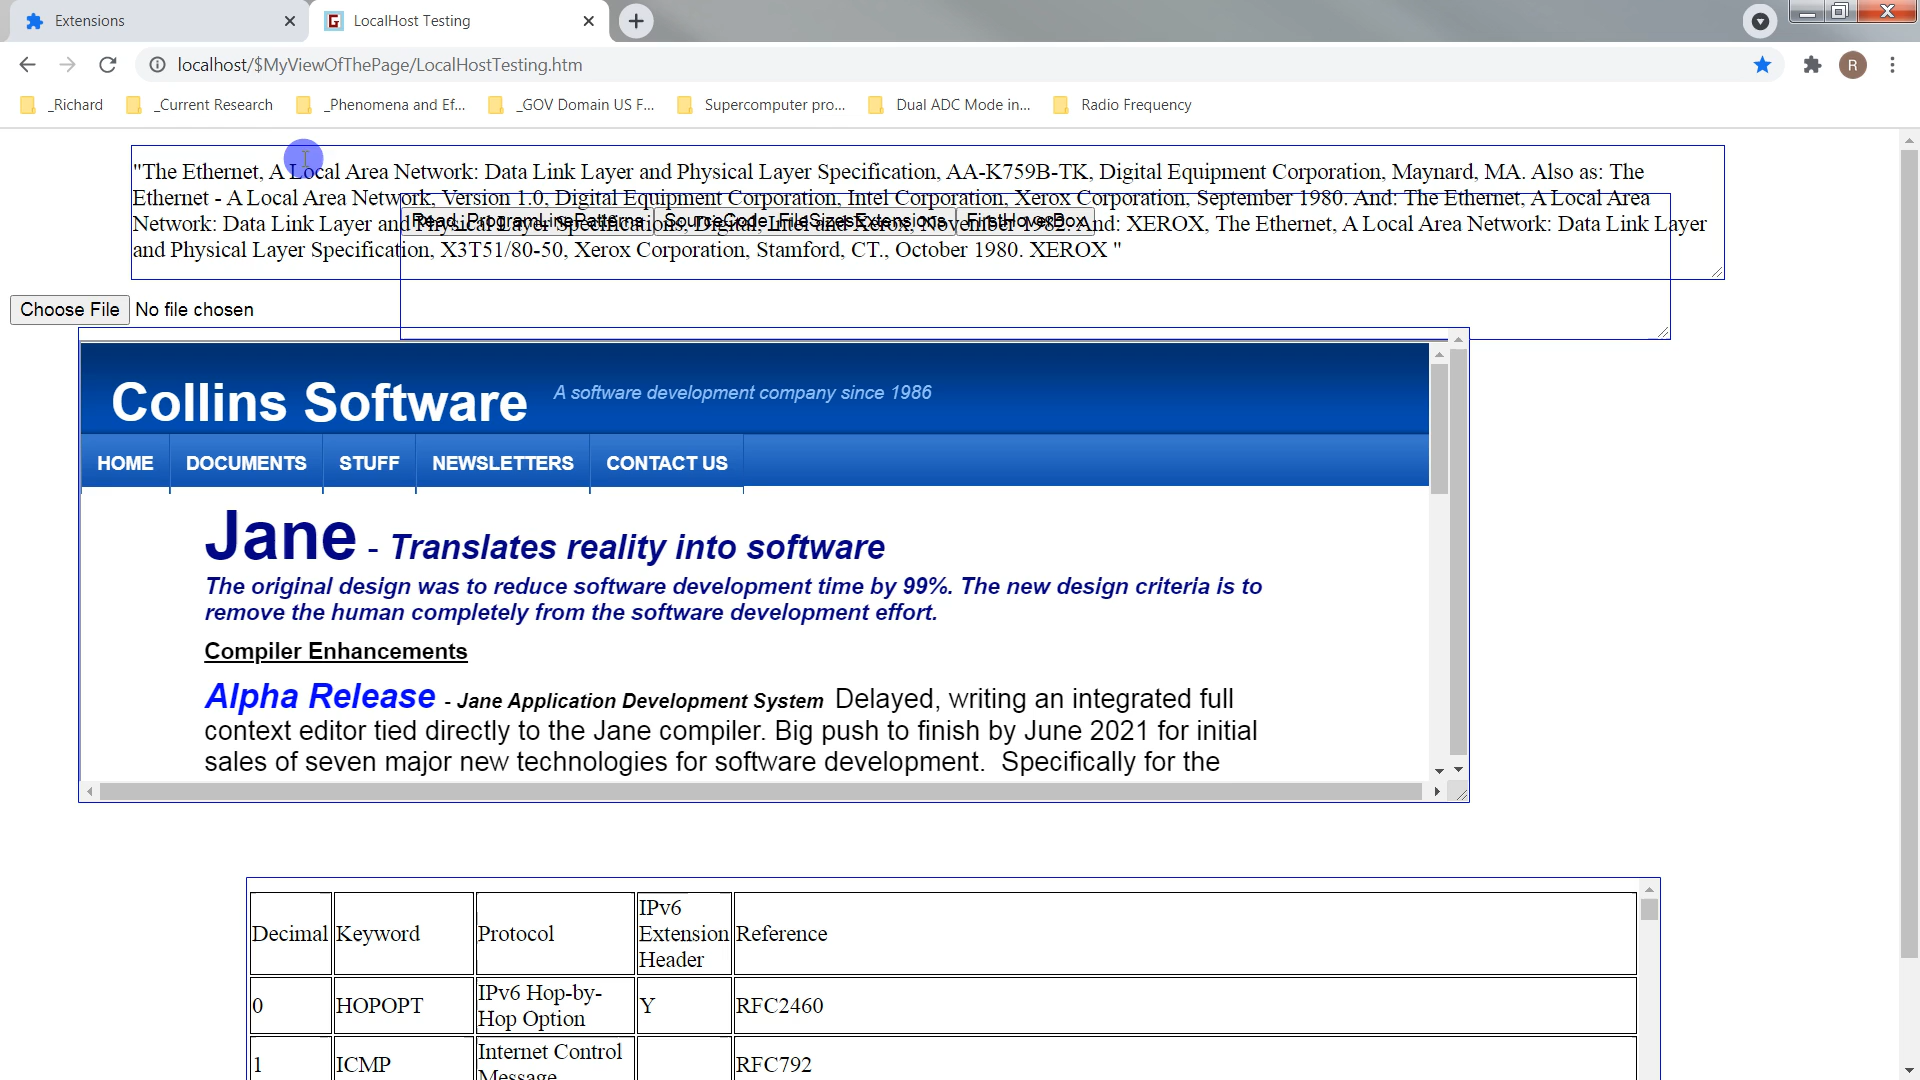 Extensions
LocalHost Testing
localhost/$MyViewOfThePage/LocalHostTesting.htm
R
_Richard
_Current Research
_Phenomena and Ef...
_GOV Domain US F...
Supercomputer pro...
Dual ADC Mode in...
Radio Frequency
"The Ethernet, A Local Area Network: Data Link Layer and Physical Layer Specification, AA-K759B-TK, Digital Equipment Corporation, Maynard, MA. Also as: The
Ethernet - A Local Area Network, Version 1.0, Digital Equipment Corporation, Intel Corporation, Xerox Corporation, September 1980. And: The Ethernet, A Local Area
Network: Data Link Layer and Physical Layer Specifications, Digital, Intel and Xerox, November 1982. And: XEROX, The Ethernet, A Local Area Network: Data Link Layer
and Physical Layer Specification, X3T51/80-50, Xerox Corporation, Stamford, CT., October 1980. XEROX "
Read_ProgramLinePatterns
SourceCode_FileSizesExtensions
FirstHoverBox
Choose File No file chosen
Collins Software
A software development company since 1986
HOME
DOCUMENTS
STUFF
NEWSLETTERS
CONTACT US
Jane - Translates reality into software
The original design was to reduce software development time by 99%. The new design criteria is to
remove the human completely from the software development effort.
Compiler Enhancements
Alpha Release - Jane Application Development System Delayed, writing an integrated full
context editor tied directly to the Jane compiler. Big push to finish by June 2021 for initial
sales of seven major new technologies for software development. Specifically for the
Decimal
Keyword
Protocol
IPv6
Extension
Header
Reference
0
HOPOPT
IPv6 Hop-by-
Hop Option
Y
RFC2460
1
ICMP
Internet Control
Message
RFC792